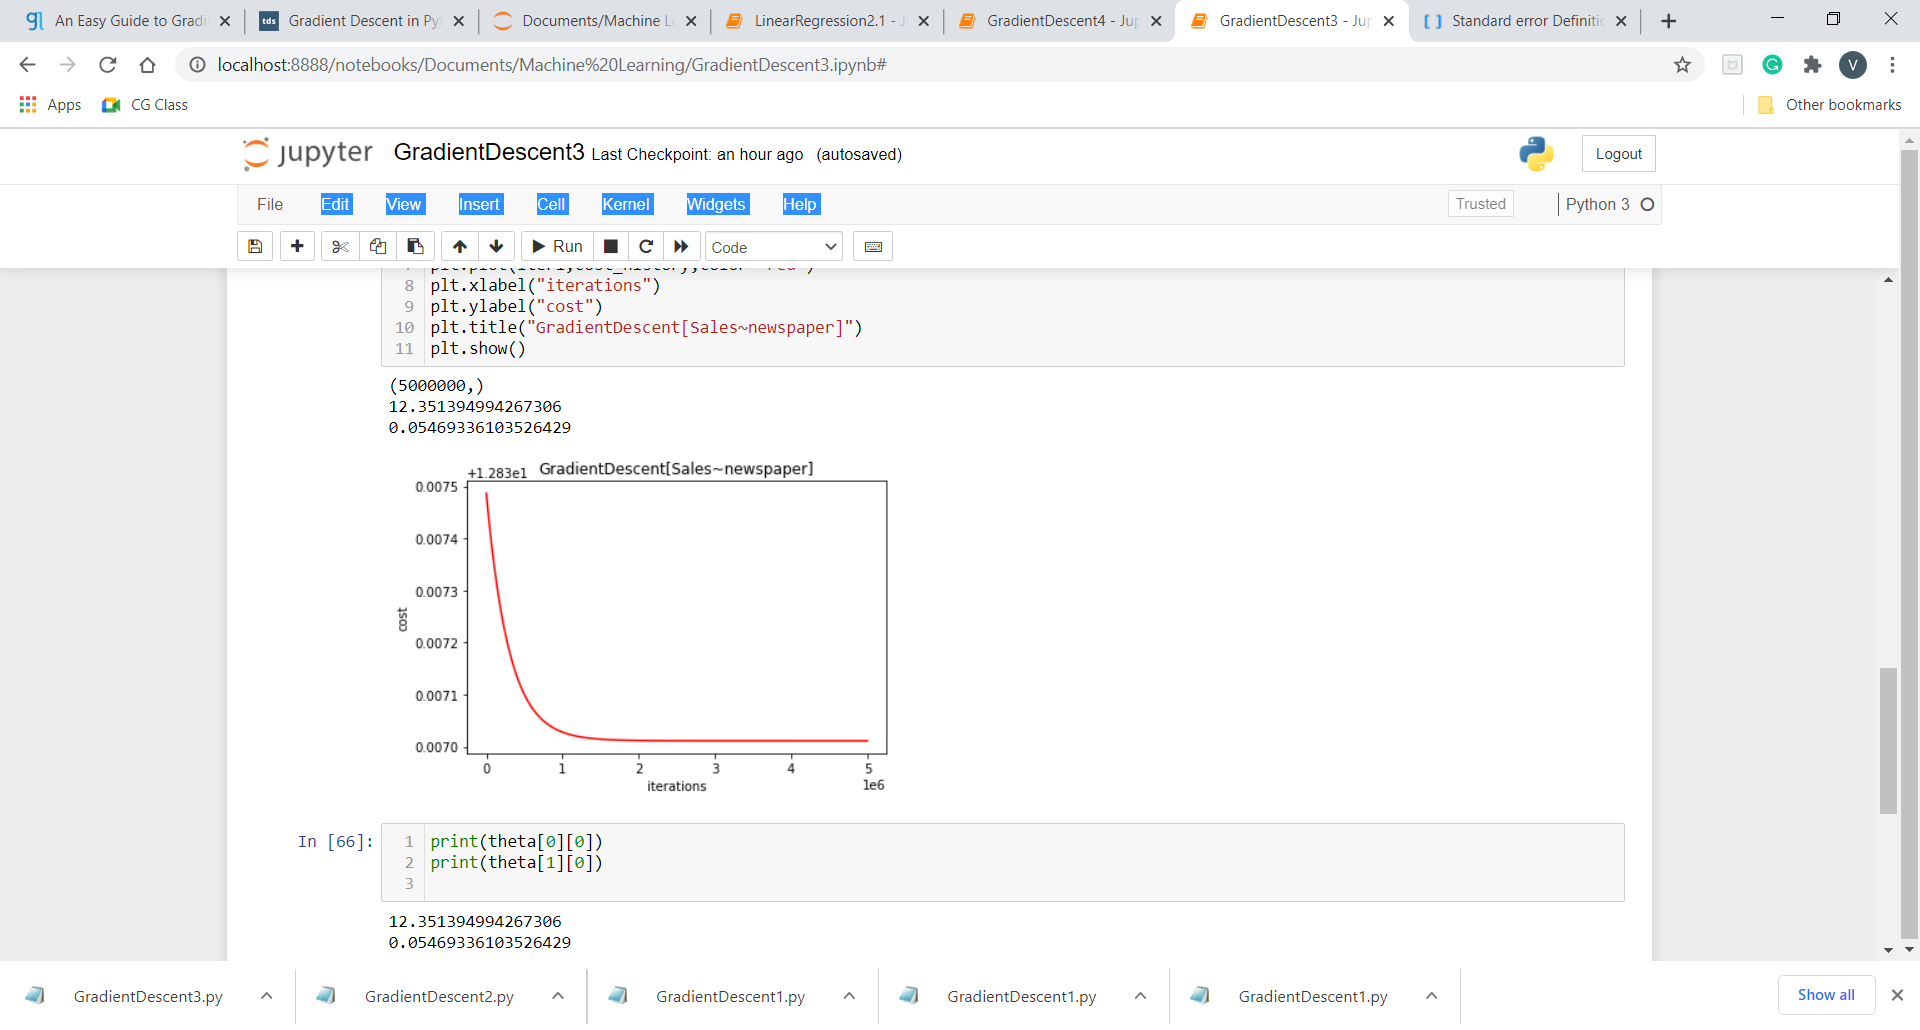 An Easy Guide to Gradi
tds Gradient Descent in Pyt
Documents/Machine Le
LinearRegression2.1 - J
GradientDescent4 - Jup
GradientDescent3 - Jup
Standard error Definitio
localhost:8888/notebooks/Documents/Machine%20Learning/GradientDescent3.ipynb#
V
Apps CG Class Other bookmarks
jupyter GradientDescent3 Last Checkpoint: an hour ago (autosaved) Logout
File Edit View Insert Cell Kernel Widgets Help Trusted Python 3
Run Code
8 plt.xlabel("iterations")
9 plt.ylabel("cost")
10 plt.title("GradientDescent[Sales~newspaper]")
11 plt.show()
(5000000,)
12.351394994267306
0.05469336103526429
+1.283e1 GradientDescent[Sales~newspaper]
0.0075
0.0074
0.0073
0.0072
0.0071
0.0070
cost
0 1 2 3 4 5
iterations 1e6
In [66]:
1 print(theta[0][0])
2 print(theta[1][0])
3
12.351394994267306
0.05469336103526429
GradientDescent3.py GradientDescent2.py GradientDescent1.py GradientDescent1.py GradientDescent1.py Show all